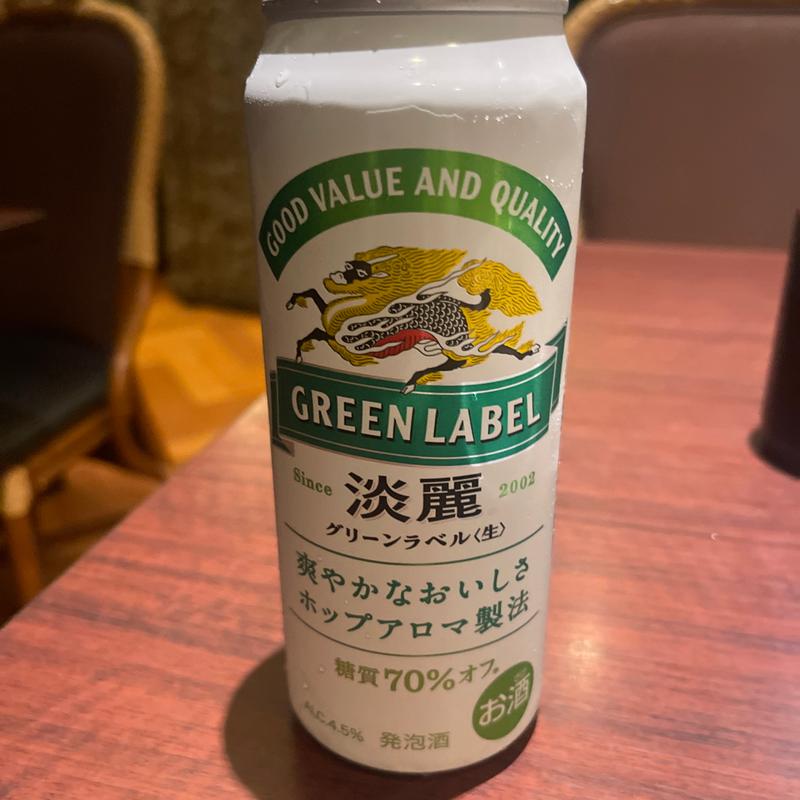 GOOD VALUE AND QUALITY
GREEN LABEL
Since 淡麗 2002
グリーンラベル〈生〉
爽やかなおいしさ
ホップアロマ製法
糖質70%オフ※
お酒
ALC.4.5% 発泡酒